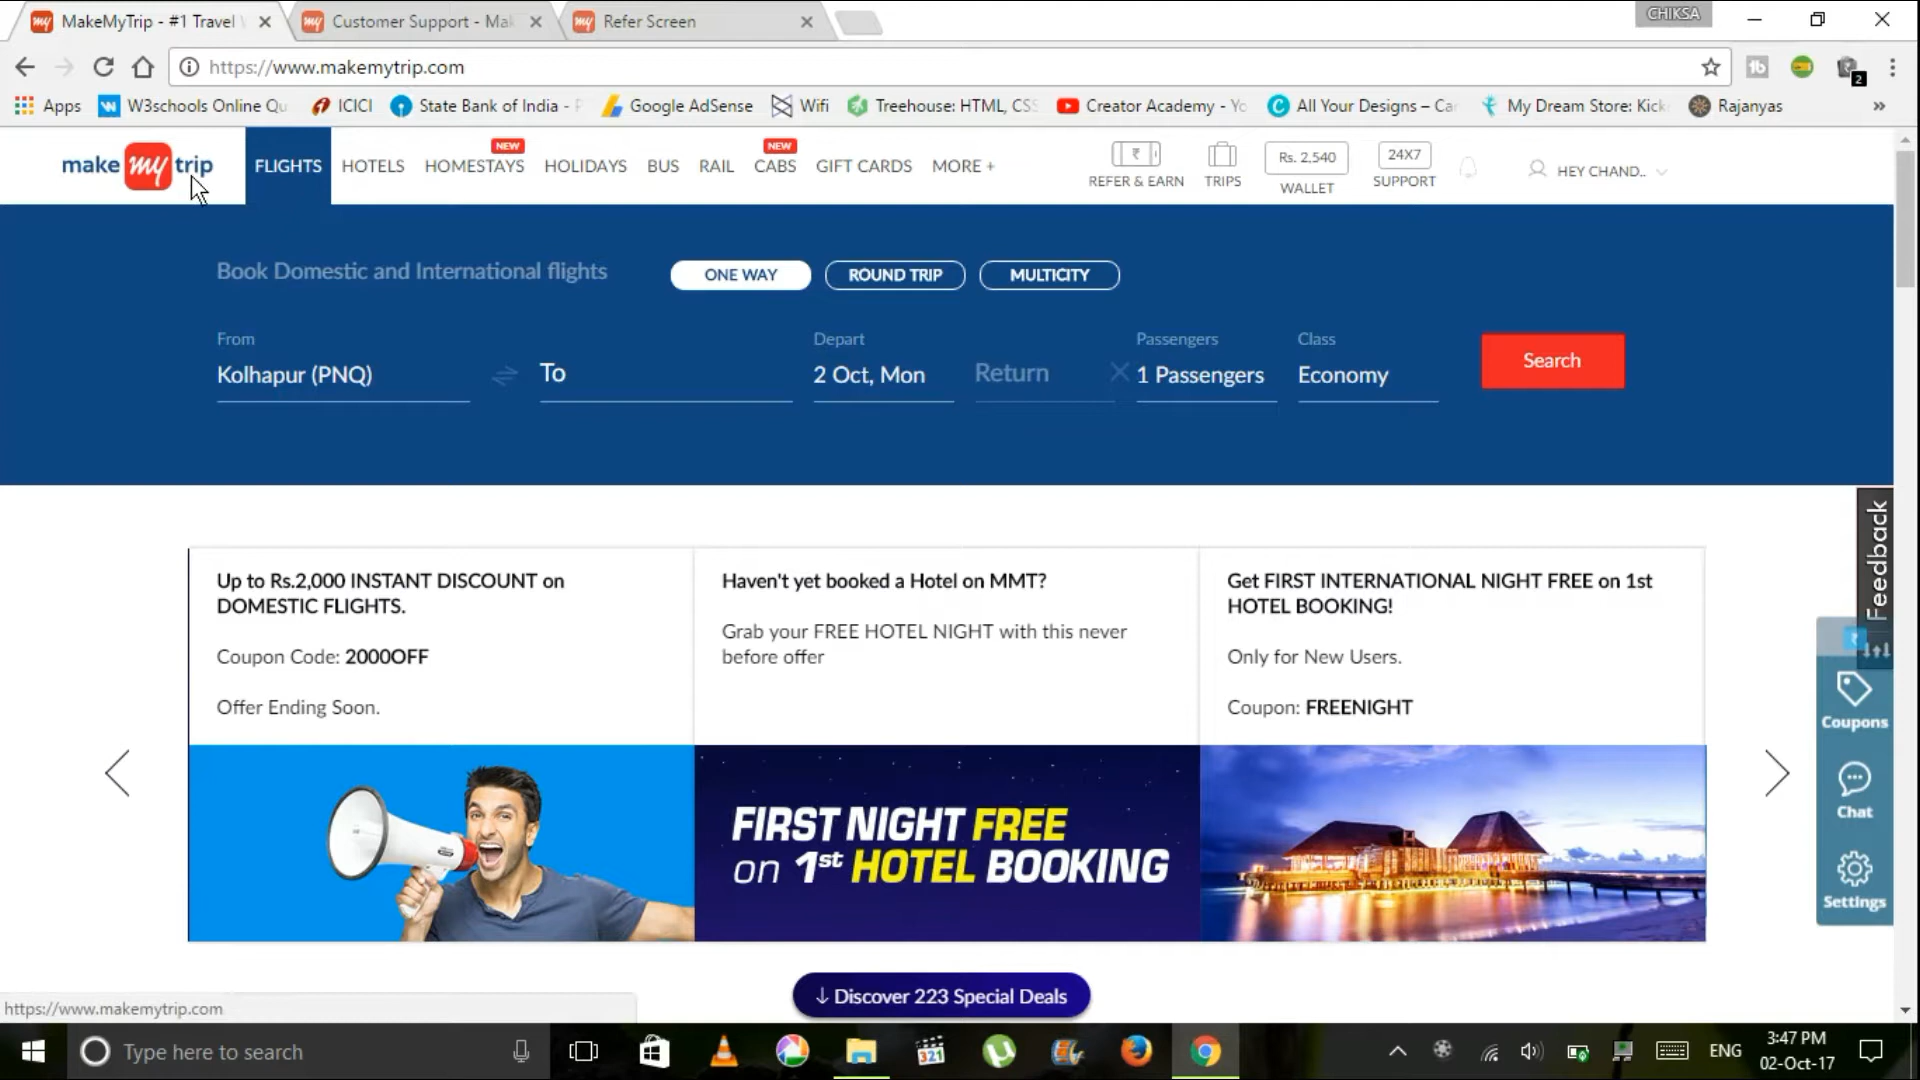 MakeMyTrip - #1 Travel
Customer Support - Mak
Refer Screen
CHIKSA
https://www.makemytrip.com
2
Apps
W3schools Online Qu
ICICI
State Bank of India -
Google AdSense
Wifi
Treehouse: HTML, CSS
Creator Academy - Yo
All Your Designs – Ca
My Dream Store: Kick
Rajanyas
»
make my trip
FLIGHTS
HOTELS
NEW
HOMESTAYS
HOLIDAYS
BUS
RAIL
NEW
CABS
GIFT CARDS
MORE +
REFER & EARN
TRIPS
Rs. 2,540
WALLET
24X7
SUPPORT
HEY CHAND..
Book Domestic and International flights
ONE WAY
ROUND TRIP
MULTICITY
From
Kolhapur (PNQ)
To
Depart
2 Oct, Mon
Return
Passengers
1 Passengers
Class
Economy
Search
Feedback
Up to Rs.2,000 INSTANT DISCOUNT on
DOMESTIC FLIGHTS.
Coupon Code: 2000OFF
Offer Ending Soon.
Haven't yet booked a Hotel on MMT?
Grab your FREE HOTEL NIGHT with this never
before offer
Get FIRST INTERNATIONAL NIGHT FREE on 1st
HOTEL BOOKING!
Only for New Users.
Coupon: FREENIGHT
FIRST NIGHT FREE
on 1st HOTEL BOOKING
Coupons
Chat
Settings
↓ Discover 223 Special Deals
https://www.makemytrip.com
Type here to search
321
ENG
3:47 PM
02-Oct-17